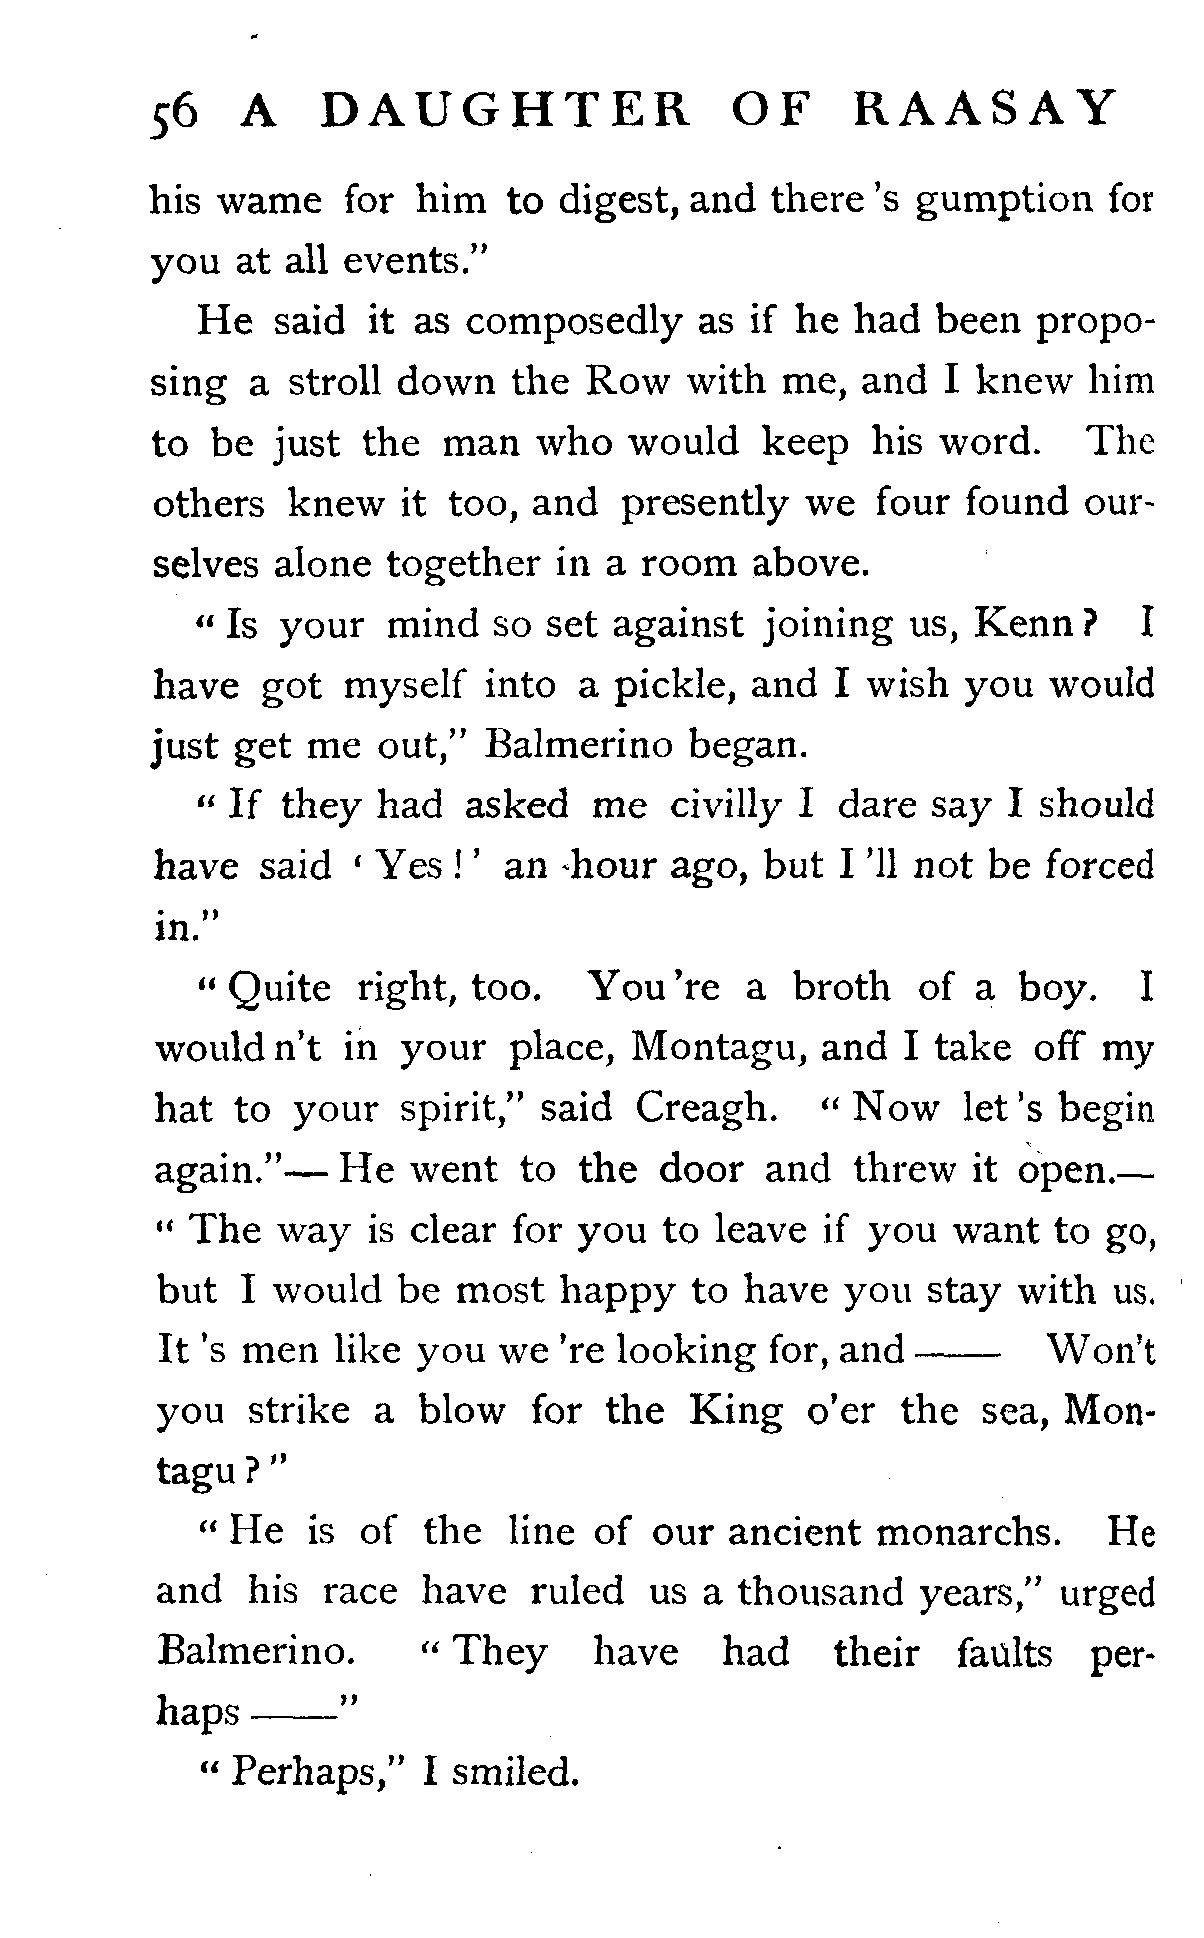 56 A DAUGHTER OF RAASAY
his wame for him to digest, and there 's gumption for
you at all events."
He said it as composedly as if he had been propo-
sing a stroll down the Row with me, and I knew him
to be just the man who would keep his word. The
others knew it too, and presently we four found our-
selves alone together in a room above.
" Is your mind so set against joining us, Kenn? I
have got myself into a pickle, and I wish you would
just get me out," Balmerino began.
" If they had asked me civilly I dare say I should
have said ' Yes! ' an hour ago, but I 'll not be forced
in."
" Quite right, too. You 're a broth of a boy. I
would n't in your place, Montagu, and I take off my
hat to your spirit," said Creagh. " Now let 's begin
again."— He went to the door and threw it open.—
" The way is clear for you to leave if you want to go,
but I would be most happy to have you stay with us.
It 's men like you we 're looking for, and —— Won't
you strike a blow for the King o'er the sea, Mon-
tagu? "
" He is of the line of our ancient monarchs. He
and his race have ruled us a thousand years," urged
Balmerino. " They have had their faults per-
haps ——"
" Perhaps," I smiled.